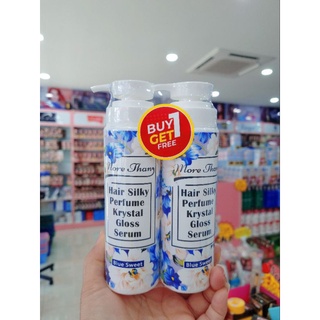 BUY 1
GET
FREE
More Than
Hair Silky
Perfume
Krystal
Gloss
Serum
Blue Sweet
More Than
Hair Silky
Perfume
Krystal
Gloss
Serum
Blue Sweet